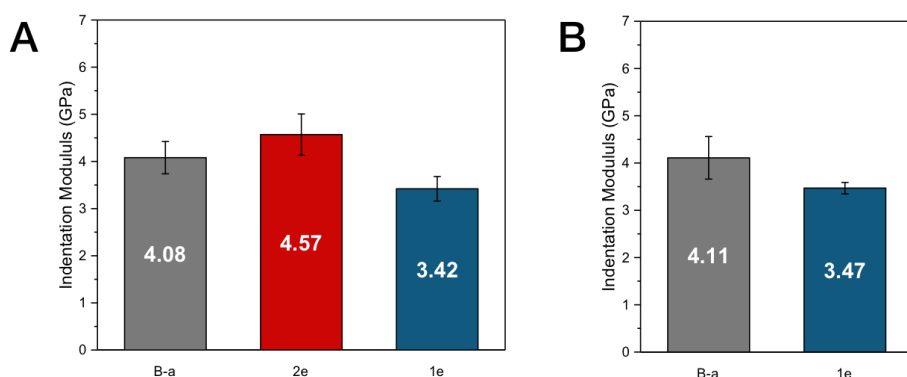 A
Indentation Modululs (GPa)
7
6
5
4
3
2
1
0
4.08
4.57
3.42
B-a
2e
1e
B
Indentation Modululs (GPa)
7
6
5
4
3
2
1
0
4.11
3.47
B-a
1e